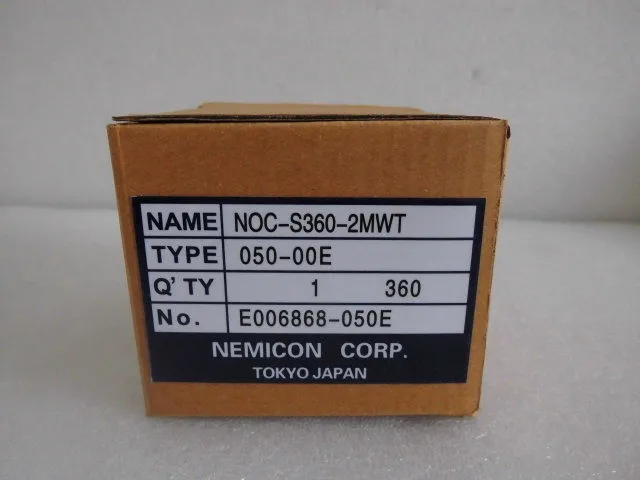 NAME NOC-S360-2MWT
TYPE 050-00E
Q'TY 1 360
No. E006868-050E
NEMICON CORP.
TOKYO JAPAN